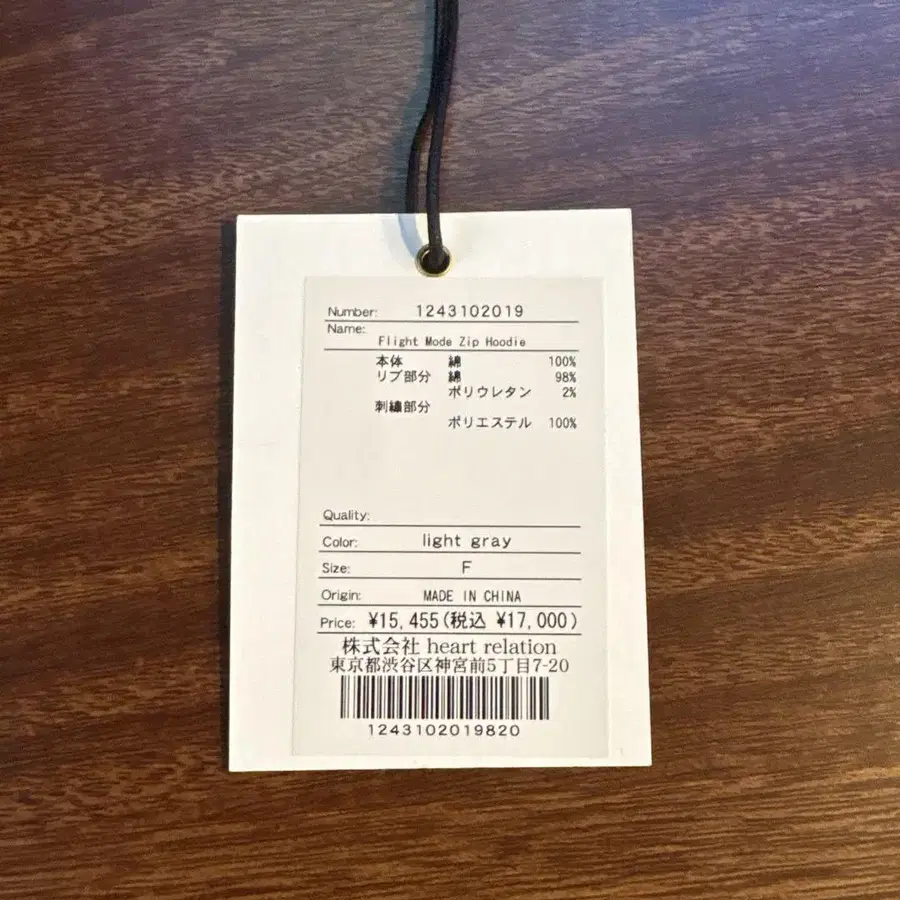 Number: 1243102019
Name:
Flight Mode Zip Hoodie
本体 綿 100%
リブ部分 綿 98%
ポリウレタン 2%
刺繍部分
ポリエステル 100%
Quality:
Color: light gray
Size: F
Origin: MADE IN CHINA
Price: ¥15,455(税込 ¥17,000)
株式会社 heart relation
東京都渋谷区神宮前5丁目7-20
1243102019820